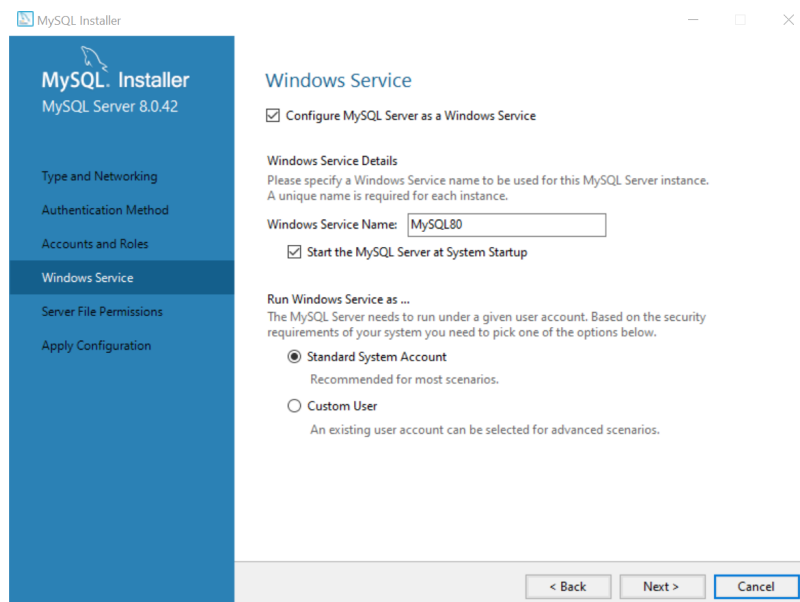 MySQL Installer
MySQL. Installer
MySQL Server 8.0.42
Type and Networking
Authentication Method
Accounts and Roles
Windows Service
Server File Permissions
Apply Configuration
Windows Service
Configure MySQL Server as a Windows Service
Windows Service Details
Please specify a Windows Service name to be used for this MySQL Server instance.
A unique name is required for each instance.
Windows Service Name: MySQL80
Start the MySQL Server at System Startup
Run Windows Service as ...
The MySQL Server needs to run under a given user account. Based on the security
requirements of your system you need to pick one of the options below.
Standard System Account
Recommended for most scenarios.
Custom User
An existing user account can be selected for advanced scenarios.
< Back Next > Cancel